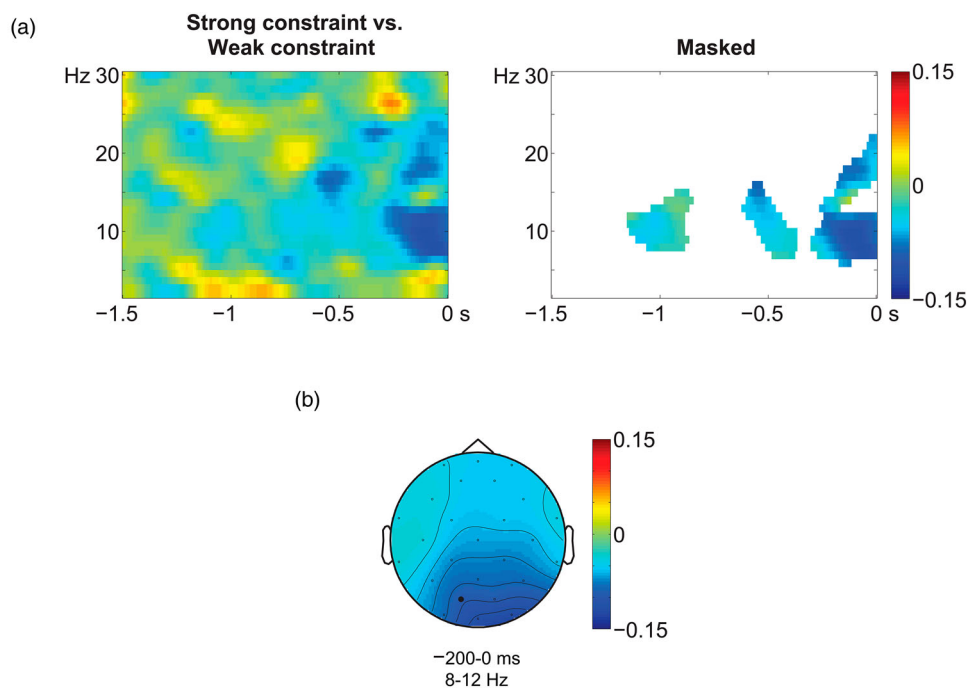 (a)
Strong constraint vs.
Weak constraint
Masked
Hz 30
20
10
−1.5
−1
−0.5
0 s
Hz 30
20
10
−1.5
−1
−0.5
0 s
0.15
0
−0.15
(b)
0.15
0
−0.15
−200-0 ms
8-12 Hz